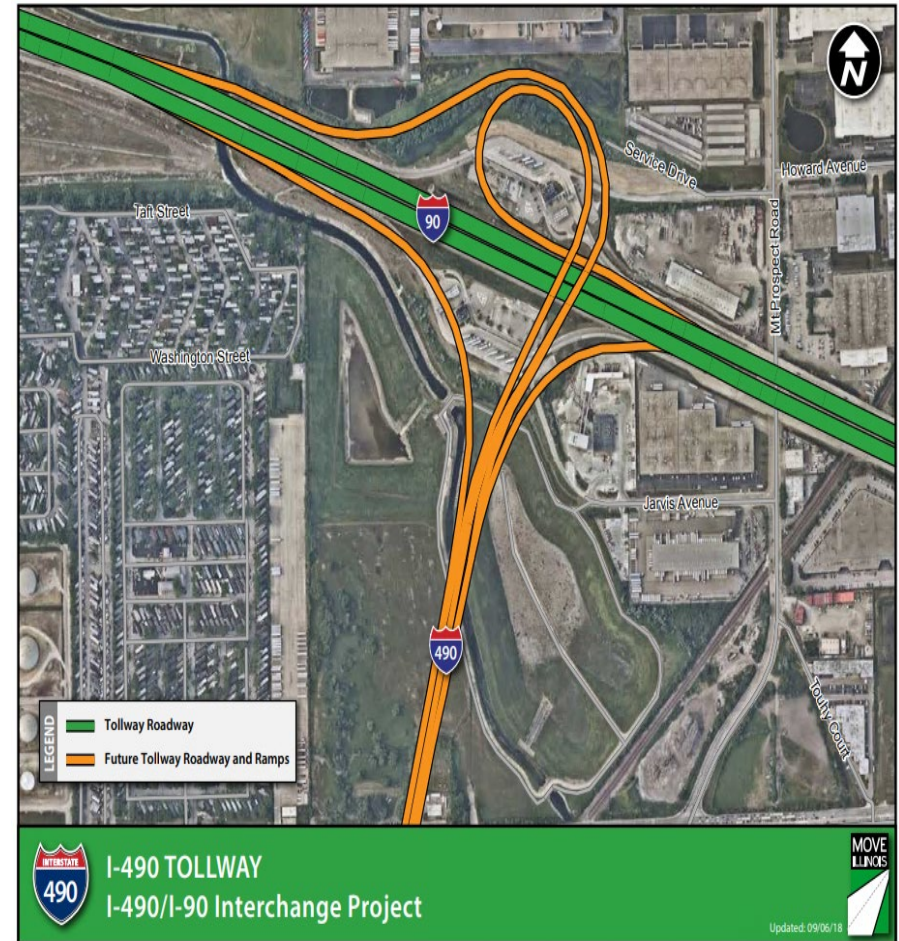 N
Service Drive
Howard Avenue
Taft Street
90
Mt Prospect Road
Washington Street
Jarvis Avenue
490
Touhy Court
LEGEND
Tollway Roadway
Future Tollway Roadway and Ramps
INTERSTATE
490
I-490 TOLLWAY
I-490/I-90 Interchange Project
MOVE
ILLINOIS
Updated: 09/06/18